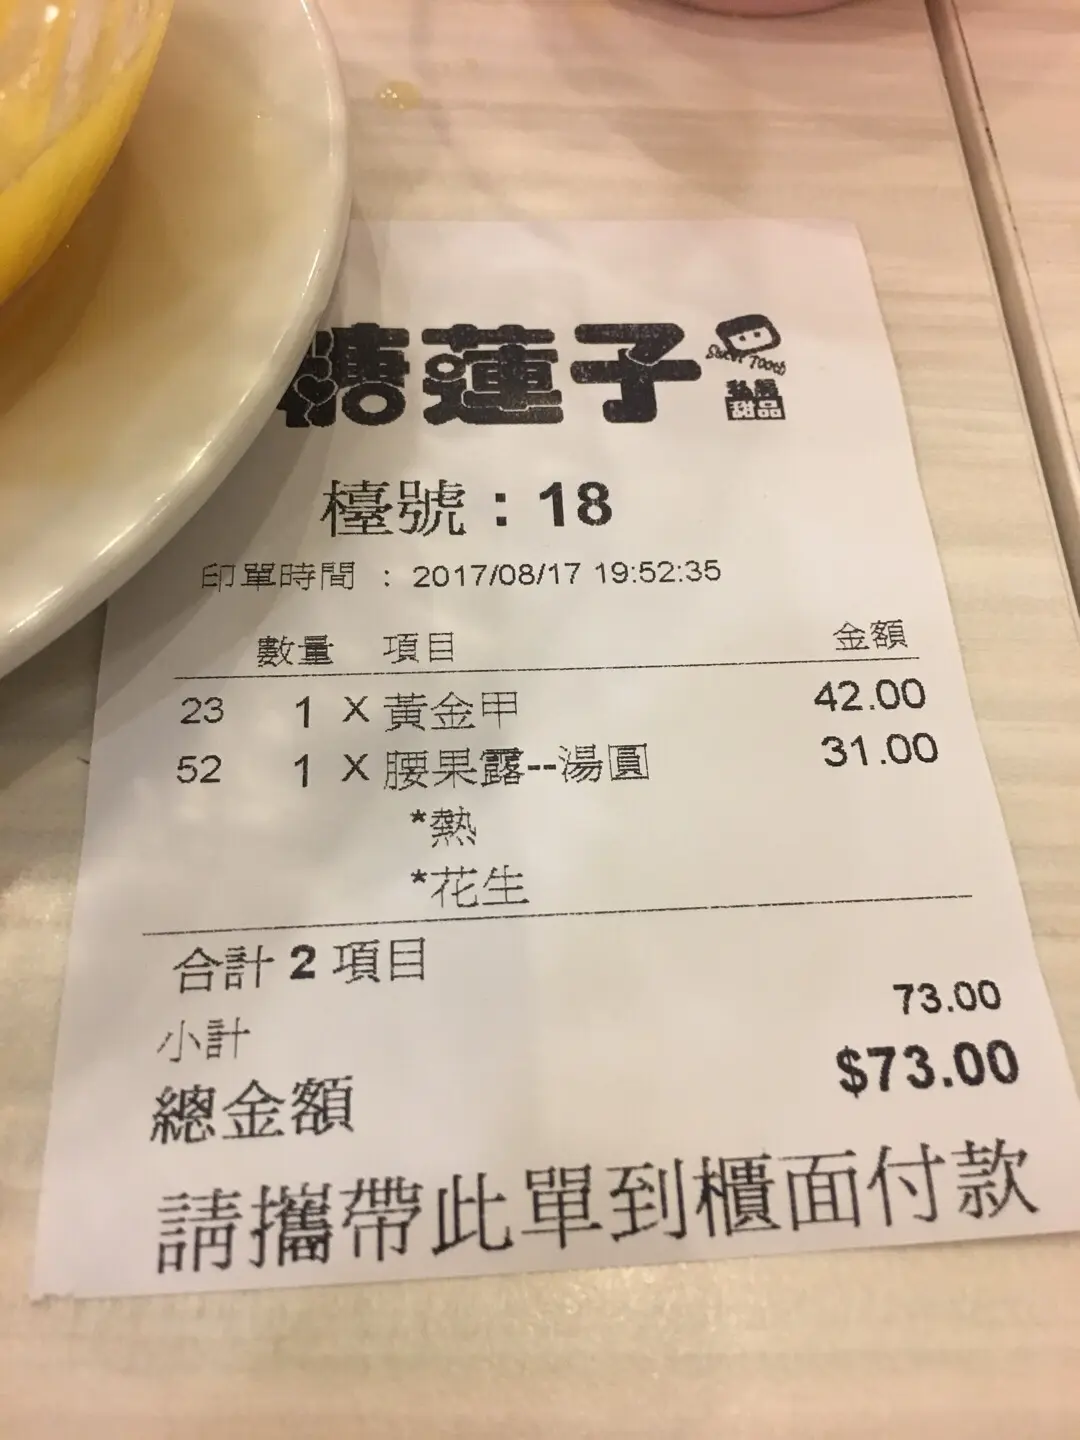 糖蓮子
Sweet Tooth
私房
甜品
檯號：18
印單時間 ： 2017/08/17 19:52:35
數量 項目 金額
23 1 X 黃金甲 42.00
52 1 X 腰果露--湯圓 31.00
*熱
*花生
合計 2 項目
小計 73.00
總金額 $73.00
請攜帶此單到櫃面付款